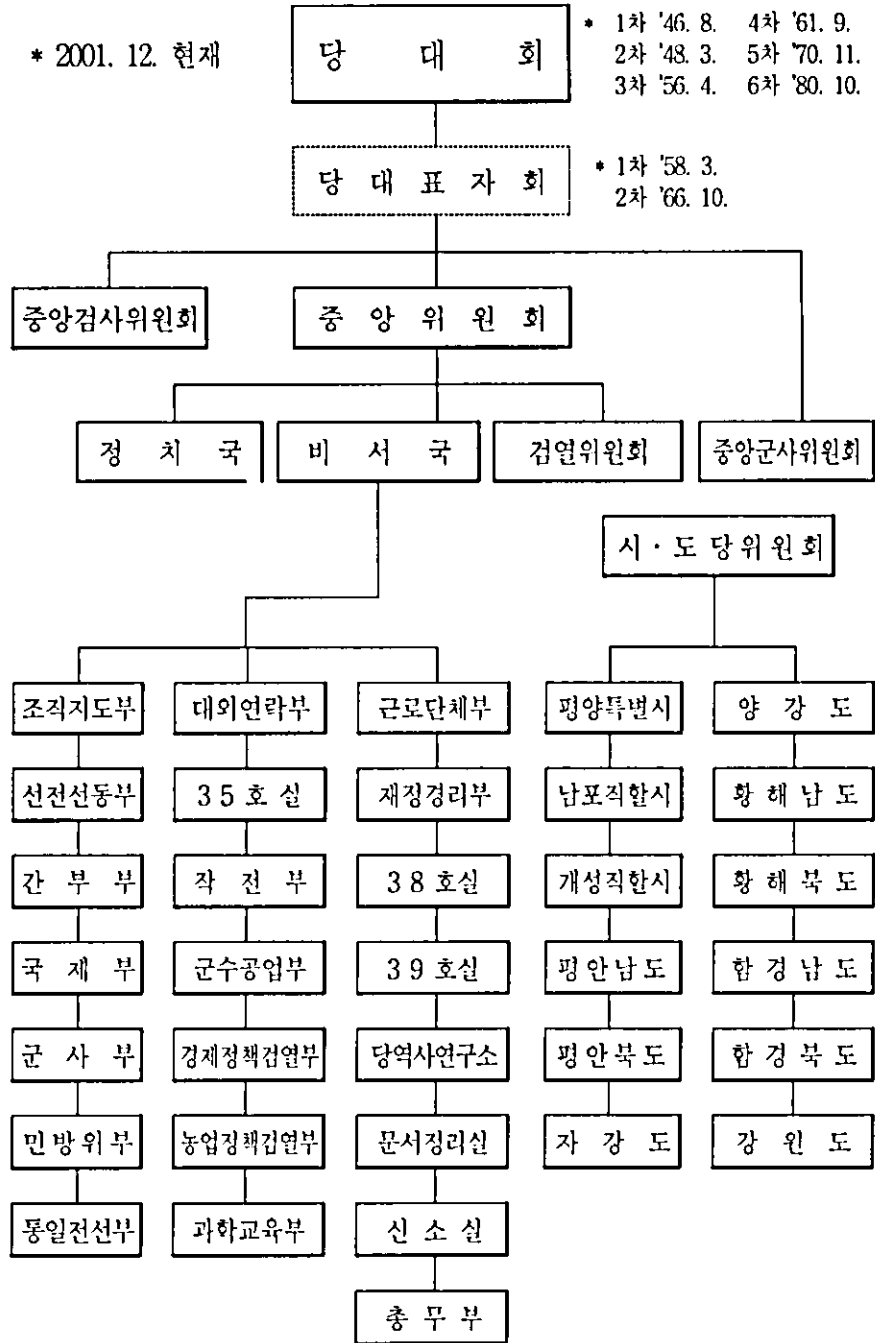 * 2001. 12. 현재
당 대 회
* 1차 '46. 8. 4차 '61. 9.
2차 '48. 3. 5차 '70. 11.
3차 '56. 4. 6차 '80. 10.
당 대 표 자 회
* 1차 '58. 3.
2차 '66. 10.
중앙검사위원회
중 앙 위 원 회
정 치 국
비 서 국
검열위원회
중앙군사위원회
시 · 도 당 위 원 회
조직지도부
대외연락부
근로단체부
평양특별시
양 강 도
선전선동부
3 5 호 실
재정경리부
남포직할시
황 해 남 도
간 부 부
작 전 부
3 8 호실
개성직할시
황 해 북 도
국 제 부
군수공업부
3 9 호실
평 안 남 도
함 경 남 도
군 사 부
경제정책검열부
당역사연구소
평 안 북 도
함 경 북 도
민 방 위 부
농업정책검열부
문서정리실
자 강 도
강 원 도
통일전선부
과학교육부
신 소 실
총 무 부